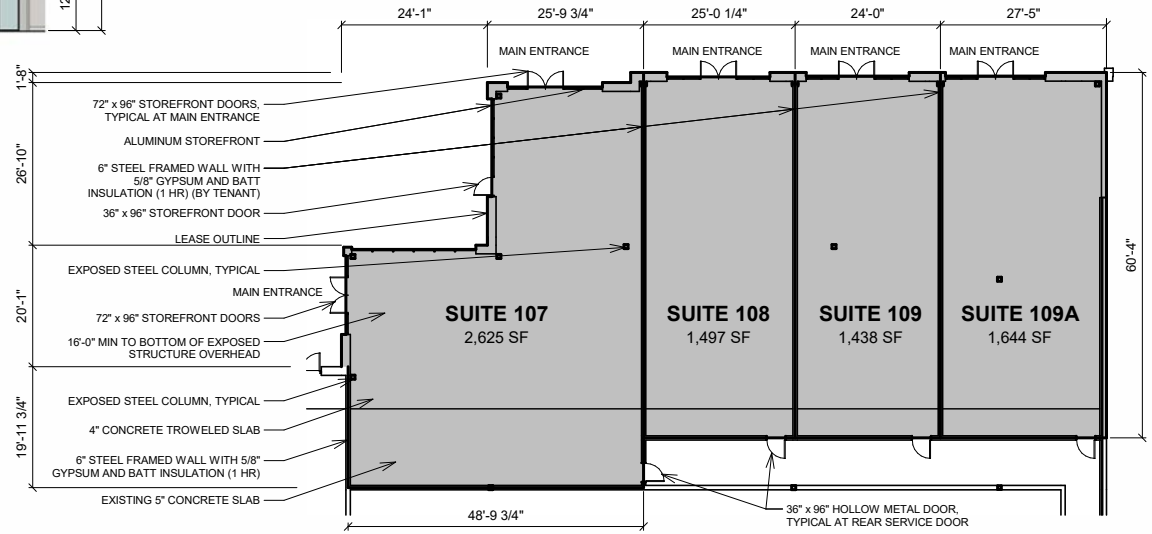 12
24'-1"
25'-9 3/4"
25'-0 1/4"
24'-0"
27'-5"
MAIN ENTRANCE
MAIN ENTRANCE
MAIN ENTRANCE
MAIN ENTRANCE
1'-8"
26'-10"
20'-1"
19'-11 3/4"
72" x 96" STOREFRONT DOORS,
TYPICAL AT MAIN ENTRANCE
ALUMINUM STOREFRONT
6" STEEL FRAMED WALL WITH
5/8" GYPSUM AND BATT
INSULATION (1 HR) (BY TENANT)
36" x 96" STOREFRONT DOOR
LEASE OUTLINE
EXPOSED STEEL COLUMN, TYPICAL
MAIN ENTRANCE
72" x 96" STOREFRONT DOORS
16'-0" MIN TO BOTTOM OF EXPOSED
STRUCTURE OVERHEAD
EXPOSED STEEL COLUMN, TYPICAL
4" CONCRETE TROWELED SLAB
6" STEEL FRAMED WALL WITH 5/8"
GYPSUM AND BATT INSULATION (1 HR)
EXISTING 5" CONCRETE SLAB
SUITE 107
2,625 SF
SUITE 108
1,497 SF
SUITE 109
1,438 SF
SUITE 109A
1,644 SF
60'-4"
48'-9 3/4"
36" x 96" HOLLOW METAL DOOR,
TYPICAL AT REAR SERVICE DOOR